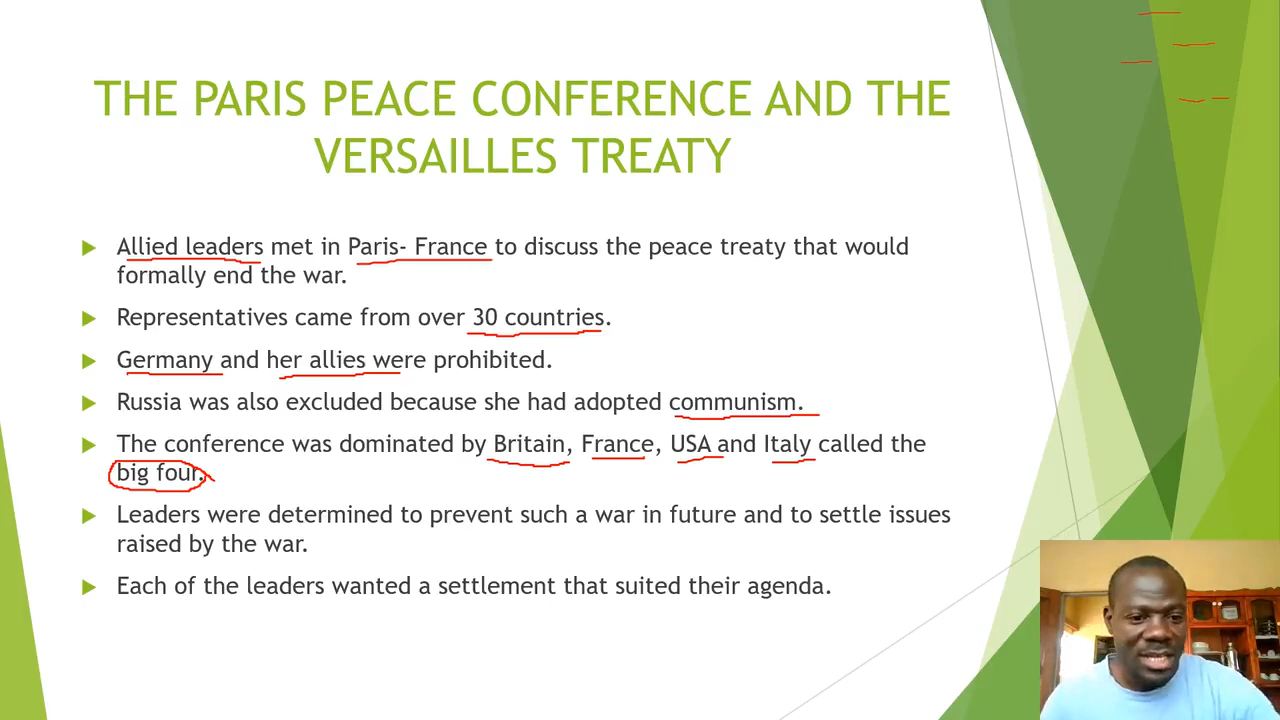 THE PARIS PEACE CONFERENCE AND THE
VERSAILLES TREATY
Allied leaders met in Paris- France to discuss the peace treaty that would
formally end the war.
Representatives came from over 30 countries.
Germany and her allies were prohibited.
Russia was also excluded because she had adopted communism.
The conference was dominated by Britain, France, USA and Italy called the
big four.
Leaders were determined to prevent such a war in future and to settle issues
raised by the war.
Each of the leaders wanted a settlement that suited their agenda.